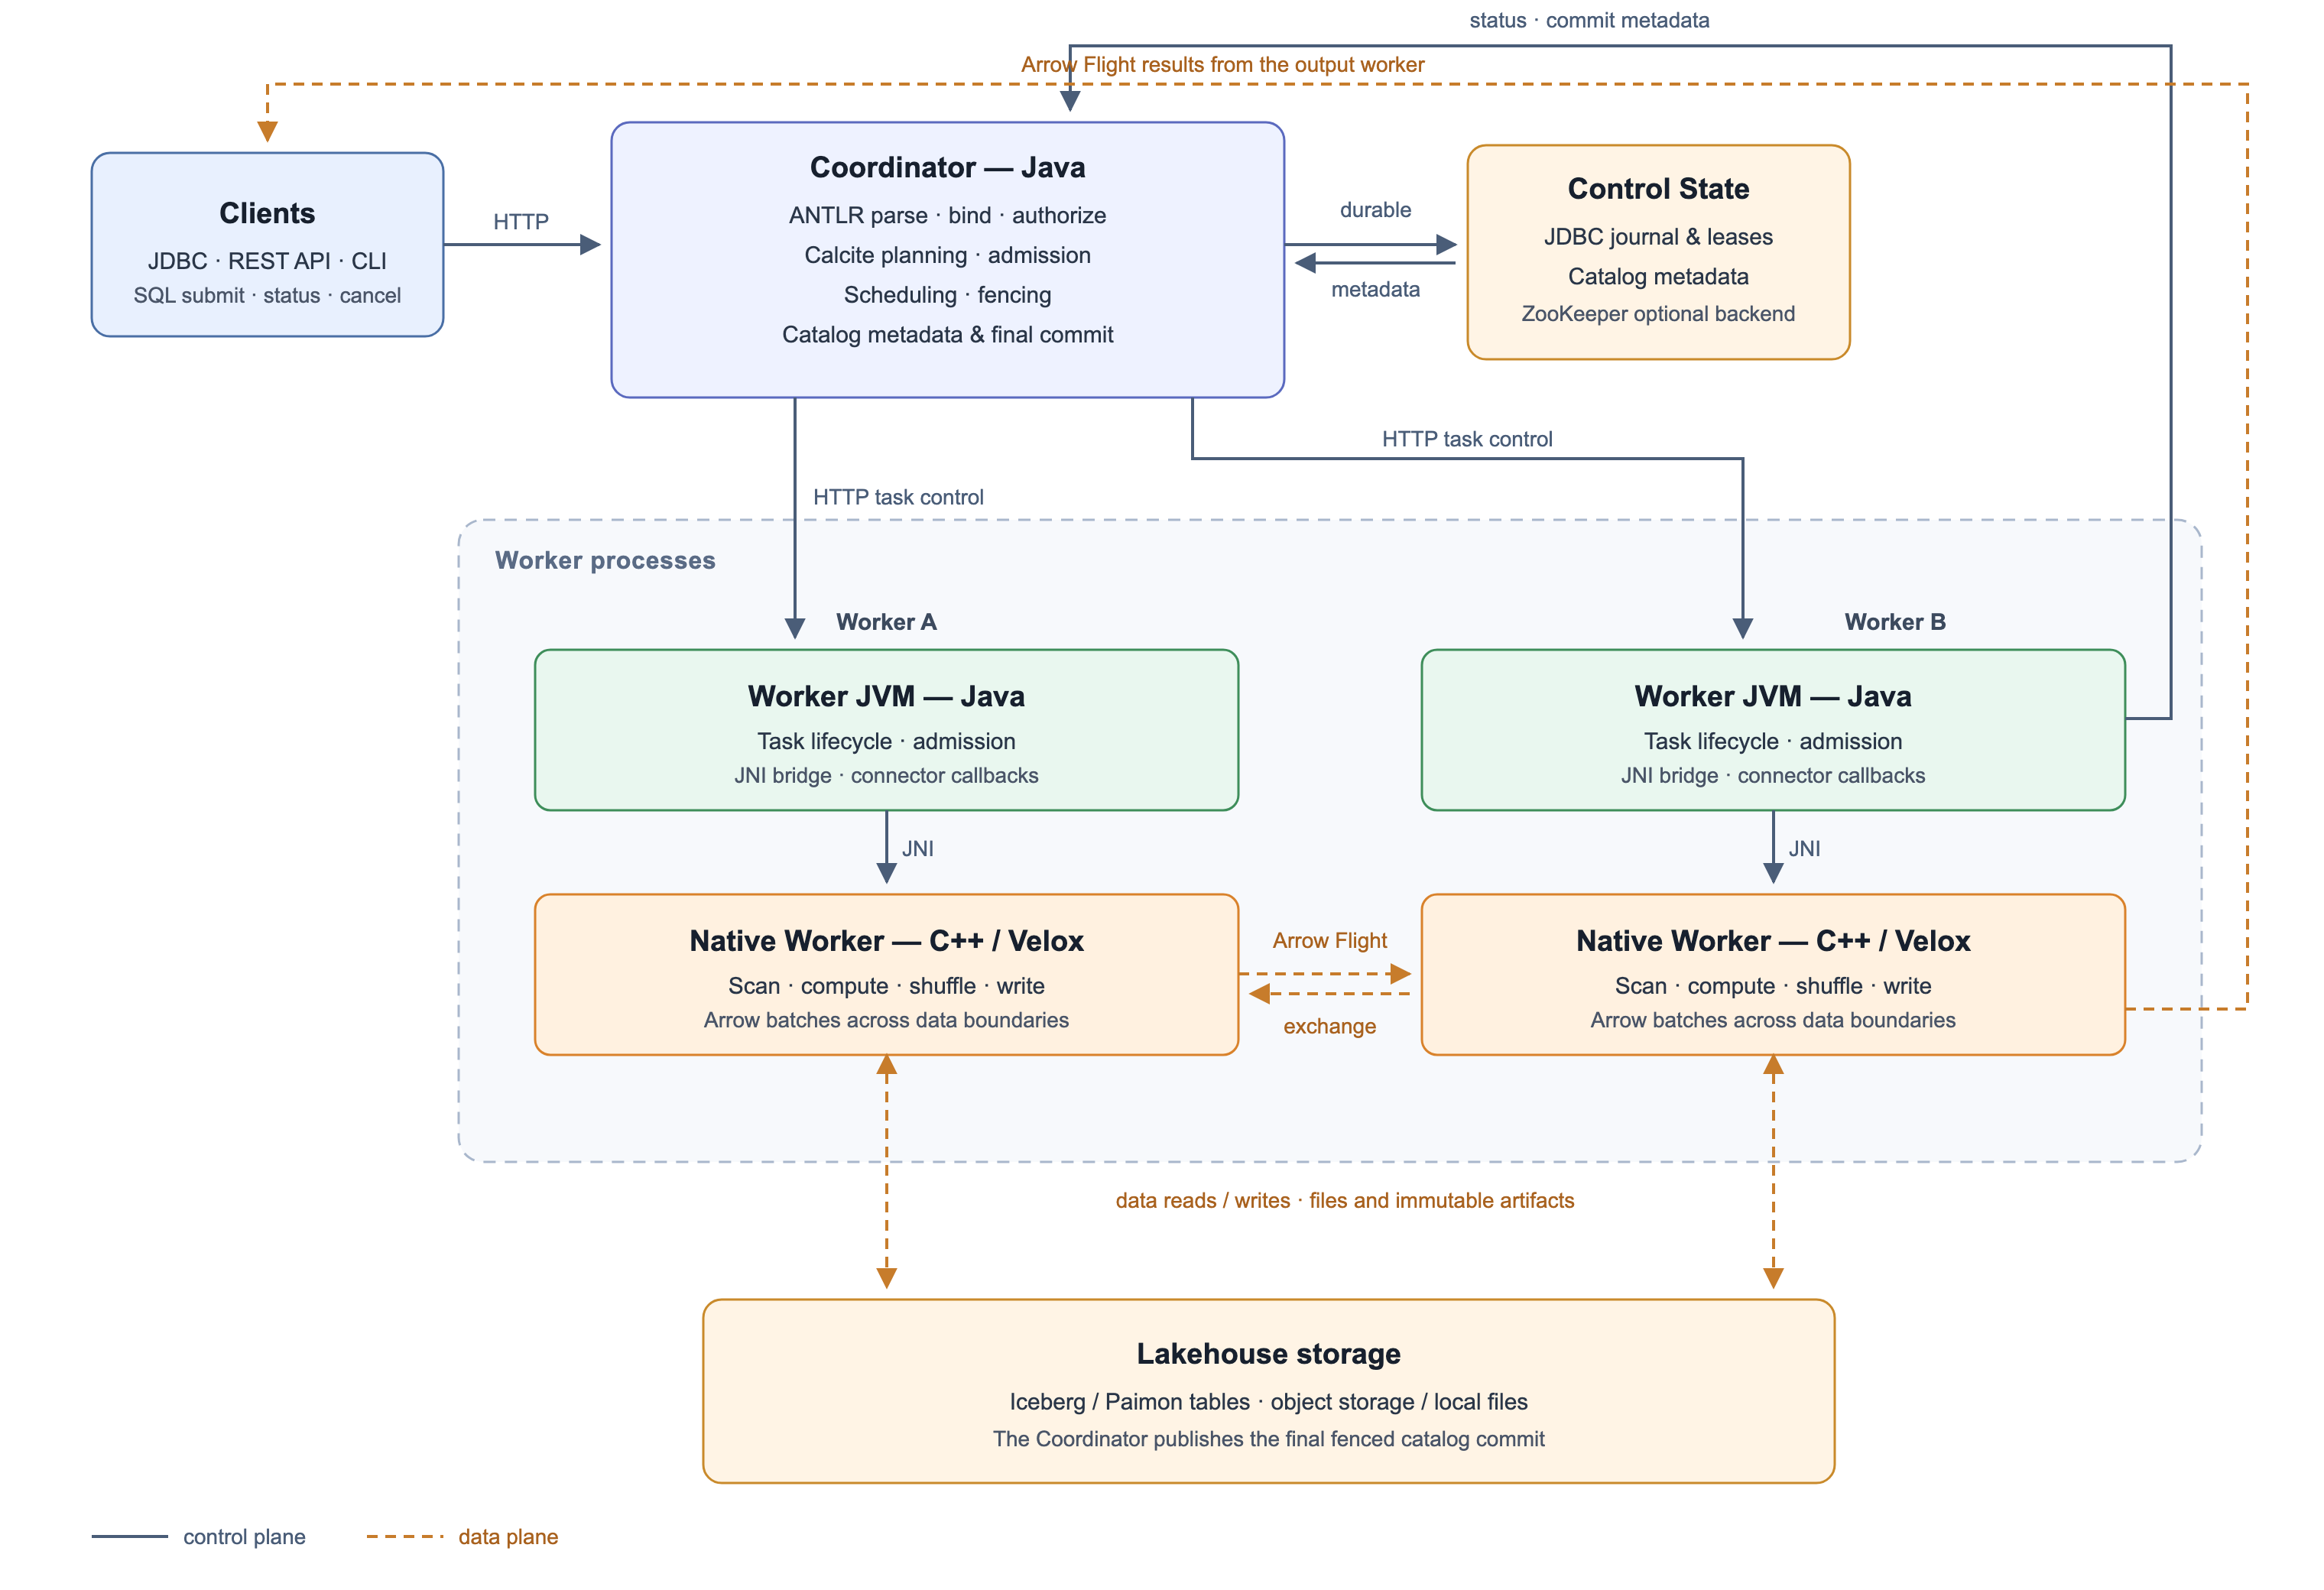 status · commit metadata
Arrow Flight results from the output worker
Clients
JDBC · REST API · CLI
SQL submit · status · cancel
HTTP
Coordinator — Java
ANTLR parse · bind · authorize
Calcite planning · admission
Scheduling · fencing
Catalog metadata & final commit
durable
metadata
Control State
JDBC journal & leases
Catalog metadata
ZooKeeper optional backend
HTTP task control
HTTP task control
Worker processes
Worker A
Worker B
Worker JVM — Java
Task lifecycle · admission
JNI bridge · connector callbacks
Worker JVM — Java
Task lifecycle · admission
JNI bridge · connector callbacks
JNI
JNI
Native Worker — C++ / Velox
Scan · compute · shuffle · write
Arrow batches across data boundaries
Arrow Flight
exchange
Native Worker — C++ / Velox
Scan · compute · shuffle · write
Arrow batches across data boundaries
data reads / writes · files and immutable artifacts
Lakehouse storage
Iceberg / Paimon tables · object storage / local files
The Coordinator publishes the final fenced catalog commit
control plane
data plane